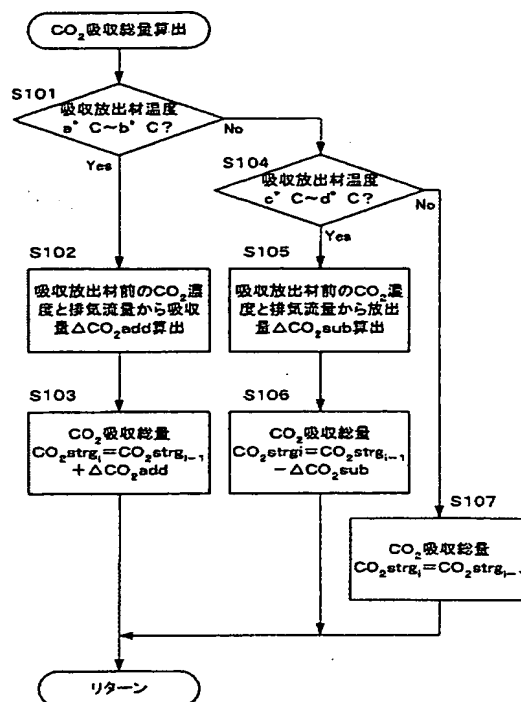 CO₂吸収総量算出
S101
吸収放出材温度
a°C~b°C?
No
Yes
S104
吸収放出材温度
c°C~d°C?
No
Yes
S102
吸収放出材前のCO₂濃
度と排気流量から吸収
量△CO₂add算出
S105
吸収放出材前のCO₂濃
度と排気流量から放出
量△CO₂sub算出
S103
CO₂吸収総量
CO₂strgᵢ=CO₂strgᵢ₋₁
+△CO₂add
S106
CO₂吸収総量
CO₂strgi=CO₂strgᵢ₋₁
-△CO₂sub
S107
CO₂吸収総量
CO₂strgᵢ=CO₂strgᵢ₋₁
リターン